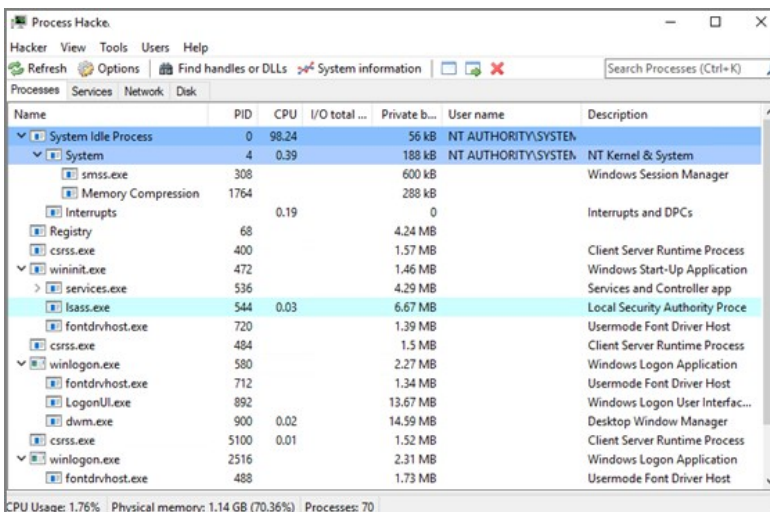 Process Hacke
Hacker View Tools Users Help
Refresh Options Find handles or DLLs System information Search Processes (Ctrl+K)
Processes Services Network Disk
Name PID CPU I/O total ... Private b... User name Description
System Idle Process 0 98.24 56 kB NT AUTHORITY\SYSTEM
System 4 0.39 188 kB NT AUTHORITY\SYSTEM NT Kernel & System
smss.exe 308 600 kB Windows Session Manager
Memory Compression 1764 288 kB
Interrupts 0.19 0 Interrupts and DPCs
Registry 68 4.24 MB
csrss.exe 400 1.57 MB Client Server Runtime Process
wininit.exe 472 1.46 MB Windows Start-Up Application
services.exe 536 4.29 MB Services and Controller app
lsass.exe 544 0.03 6.67 MB Local Security Authority Proce
fontdrvhost.exe 720 1.39 MB Usermode Font Driver Host
csrss.exe 484 1.5 MB Client Server Runtime Process
winlogon.exe 580 2.27 MB Windows Logon Application
fontdrvhost.exe 712 1.34 MB Usermode Font Driver Host
LogonUI.exe 892 13.67 MB Windows Logon User Interfac...
dwm.exe 900 0.02 14.59 MB Desktop Window Manager
csrss.exe 5100 0.01 1.52 MB Client Server Runtime Process
winlogon.exe 2516 2.31 MB Windows Logon Application
fontdrvhost.exe 488 1.73 MB Usermode Font Driver Host
CPU Usage: 1.76% Physical memory: 1.14 GB (70.36%) Processes: 70